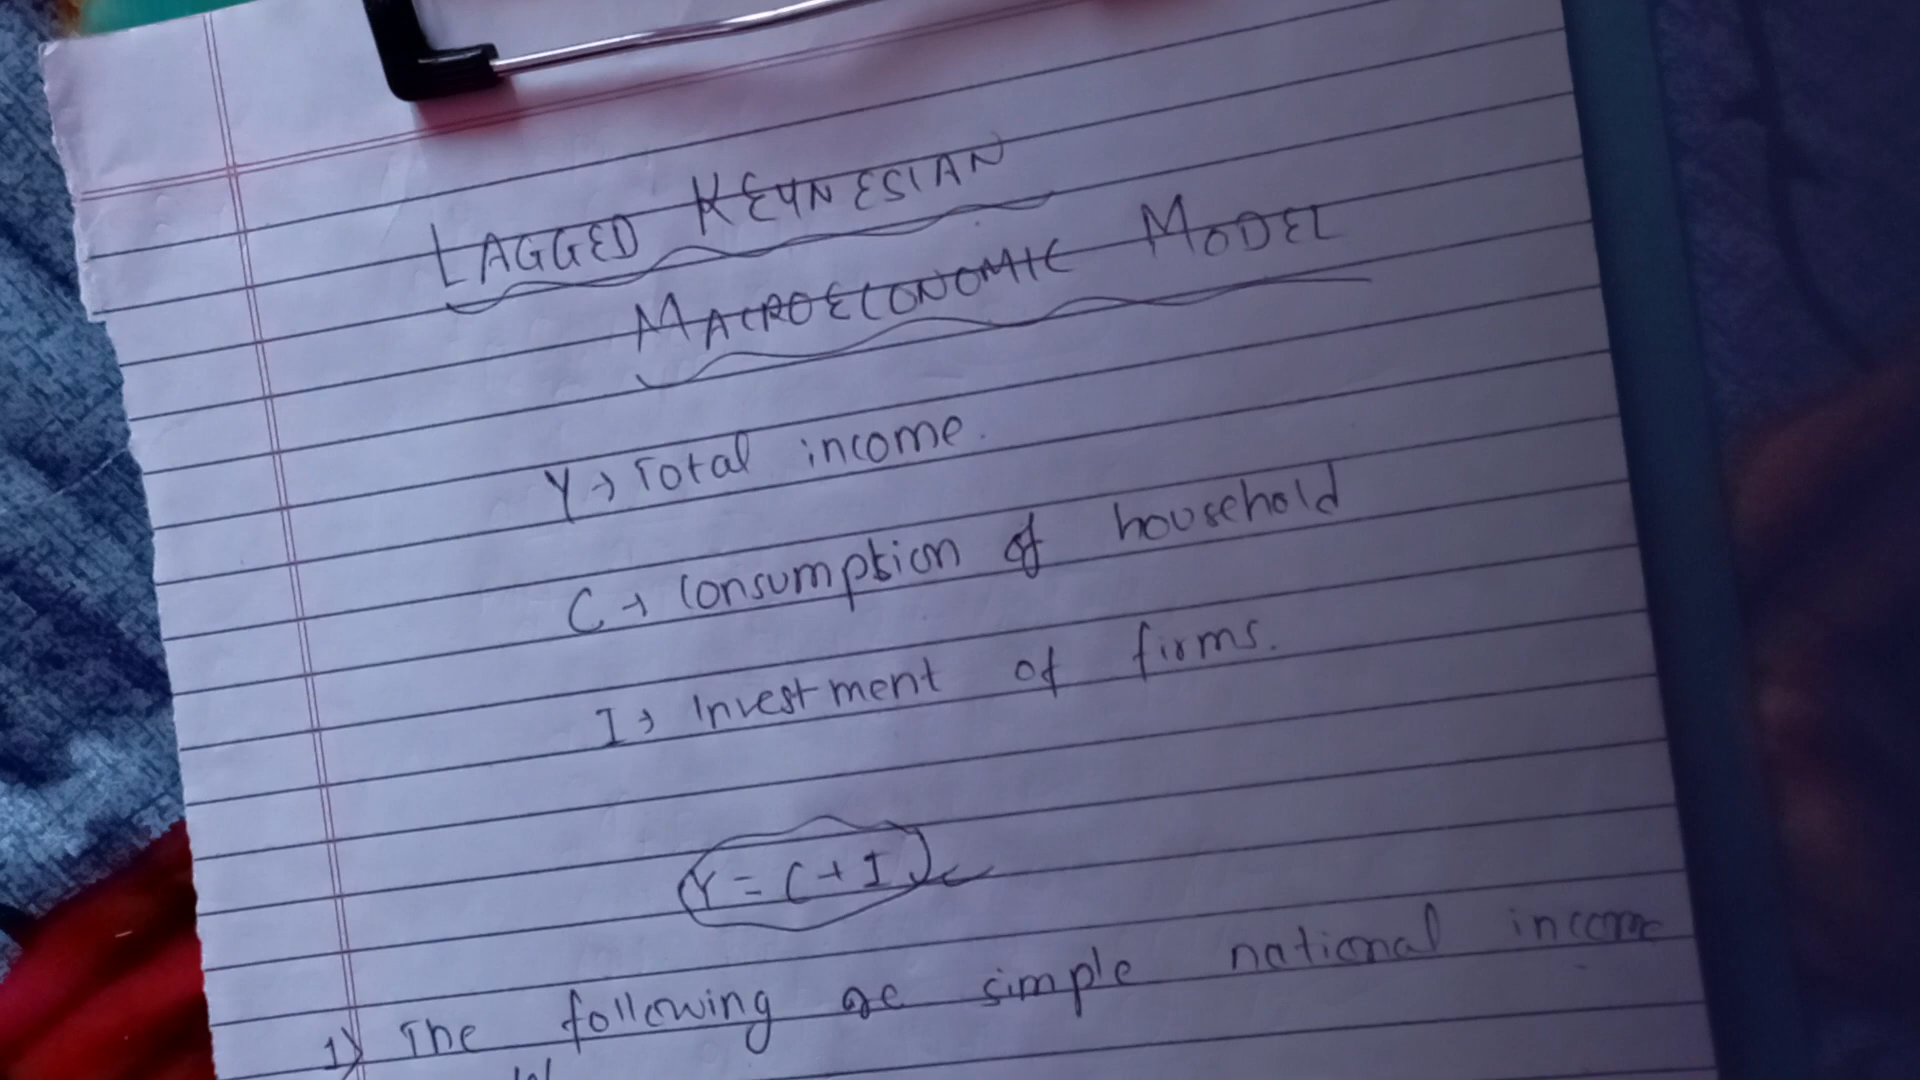 LAGGED KEYNESIAN
MACROECONOMIC MODEL
Y → Total income.
C → Consumption of household
I → Investment of firms.
Y = C + I
1) The following are simple national income